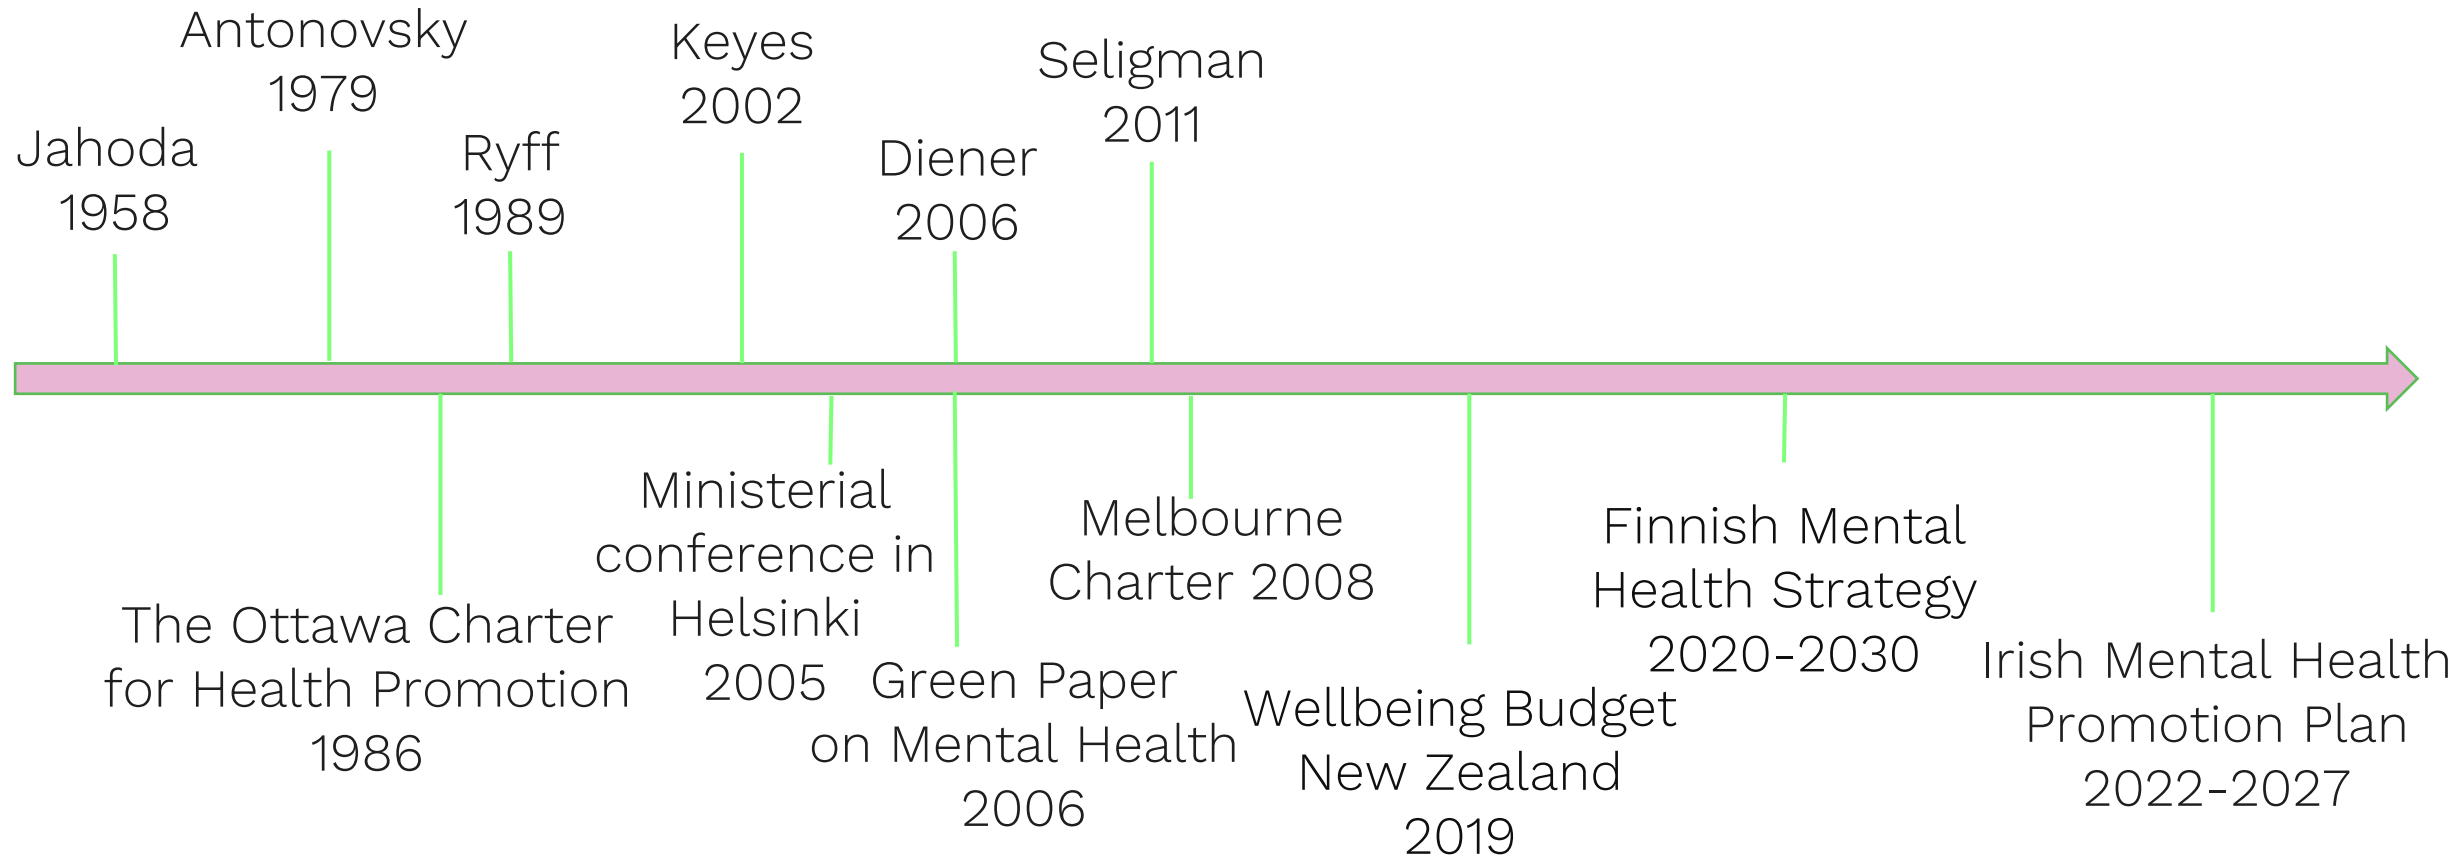 Antonovsky
1979
Jahoda
1958
Ryff
1989
Keyes
2002
Diener
2006
Seligman
2011
The Ottawa Charter
for Health Promotion
1986
Ministerial
conference in
Helsinki
2005
Green Paper
on Mental Health
2006
Melbourne
Charter 2008
Wellbeing Budget
New Zealand
2019
Finnish Mental
Health Strategy
2020-2030
Irish Mental Health
Promotion Plan
2022-2027